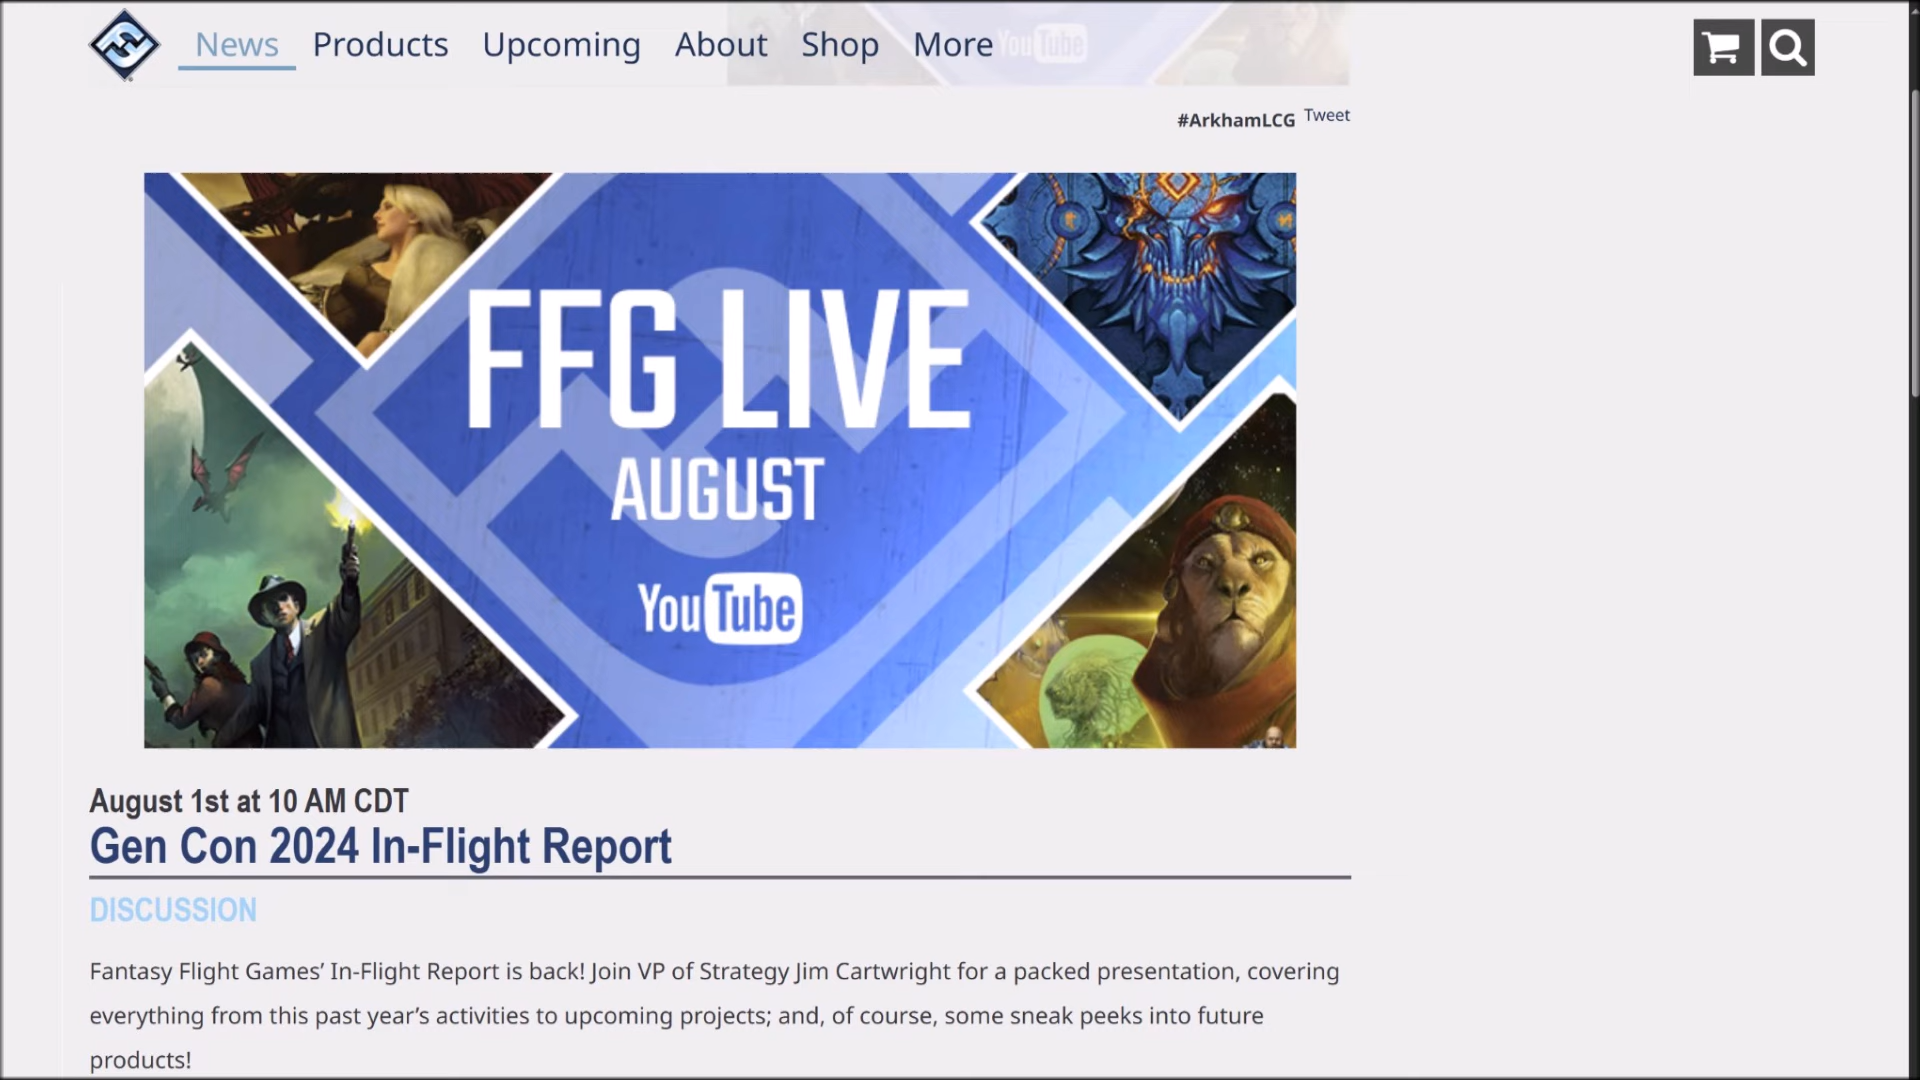 News Products Upcoming About Shop More
YouTube
#ArkhamLCG Tweet
FFG LIVE
AUGUST
YouTube
August 1st at 10 AM CDT
Gen Con 2024 In-Flight Report
DISCUSSION
Fantasy Flight Games’ In-Flight Report is back! Join VP of Strategy Jim Cartwright for a packed presentation, covering
everything from this past year’s activities to upcoming projects; and, of course, some sneak peeks into future
products!